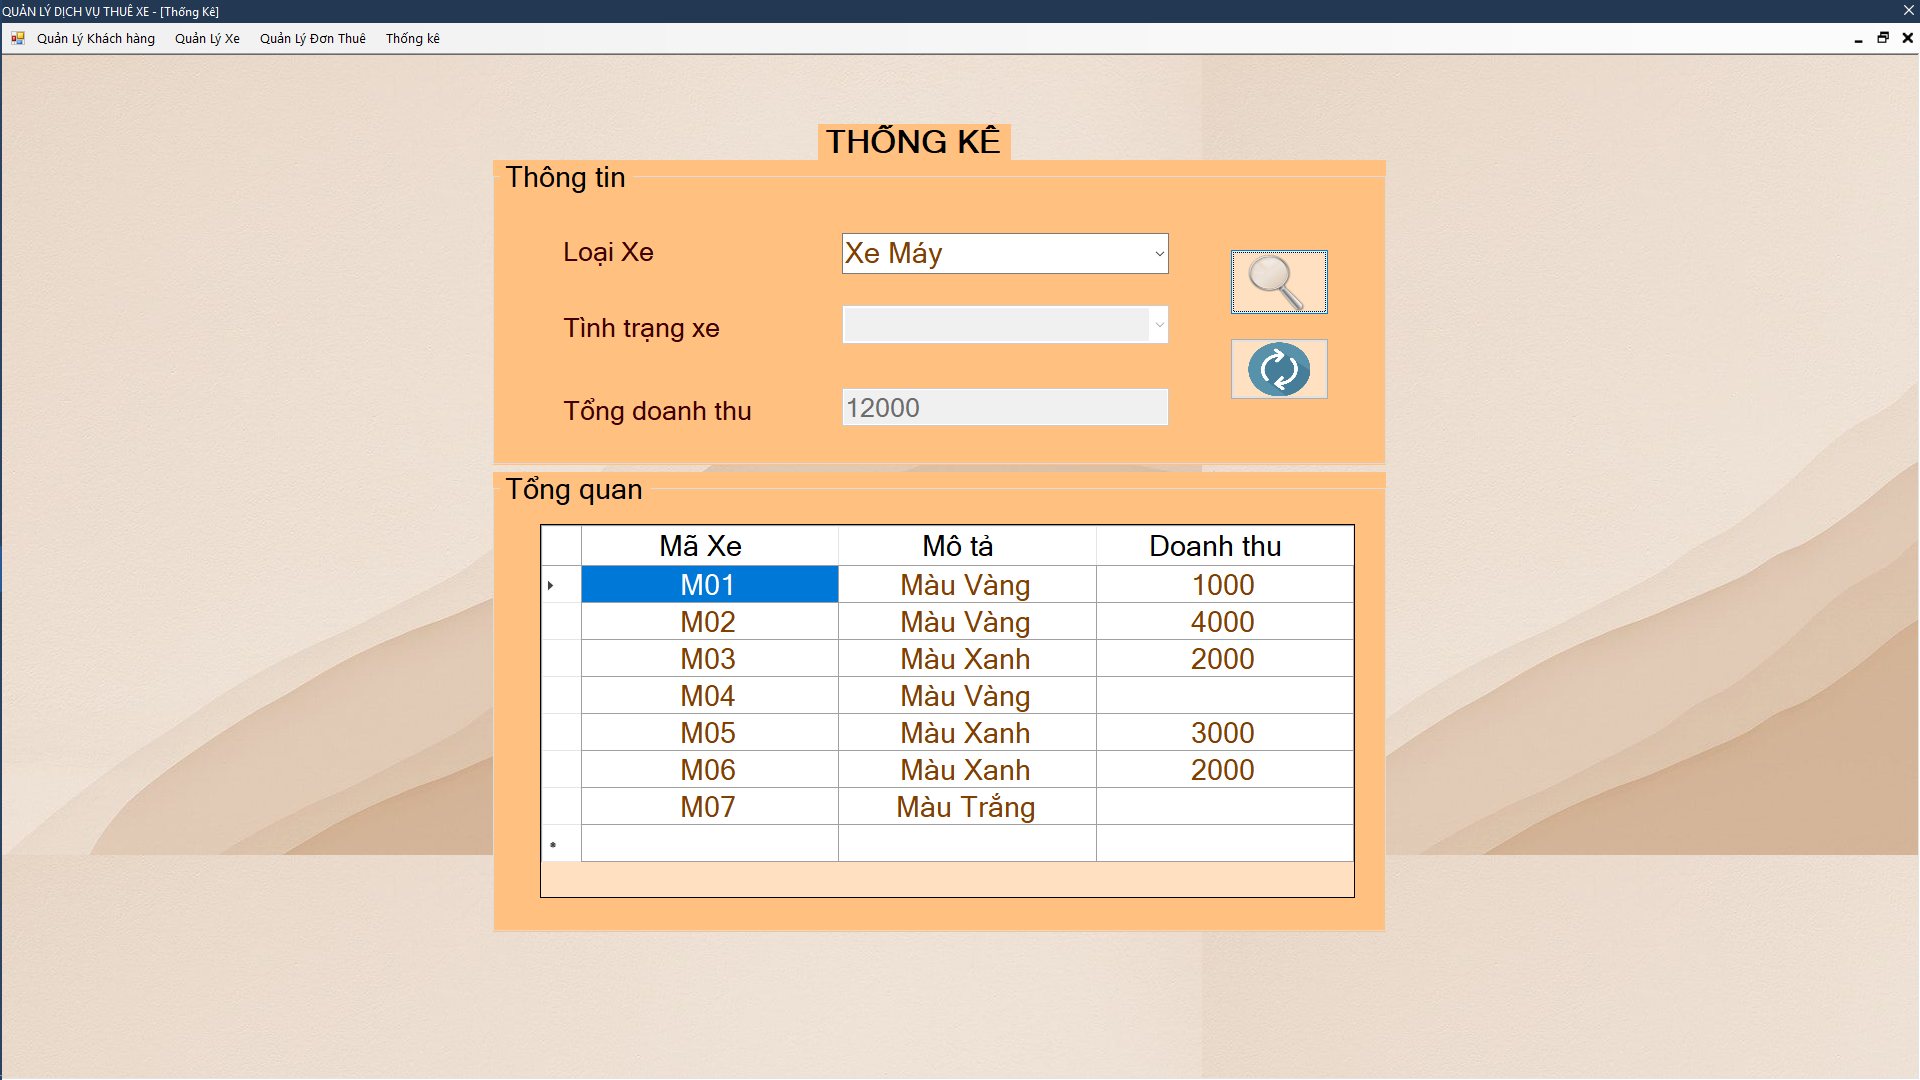 QUẢN LÝ DỊCH VỤ THUÊ XE - [Thống Kê]
Quản Lý Khách hàng Quản Lý Xe Quản Lý Đơn Thuê Thống kê
THỐNG KÊ
Thông tin
Loại Xe Xe Máy
Tình trạng xe
Tổng doanh thu 12000
Tổng quan
Mã Xe Mô tả Doanh thu
M01 Màu Vàng 1000
M02 Màu Vàng 4000
M03 Màu Xanh 2000
M04 Màu Vàng
M05 Màu Xanh 3000
M06 Màu Xanh 2000
M07 Màu Trắng